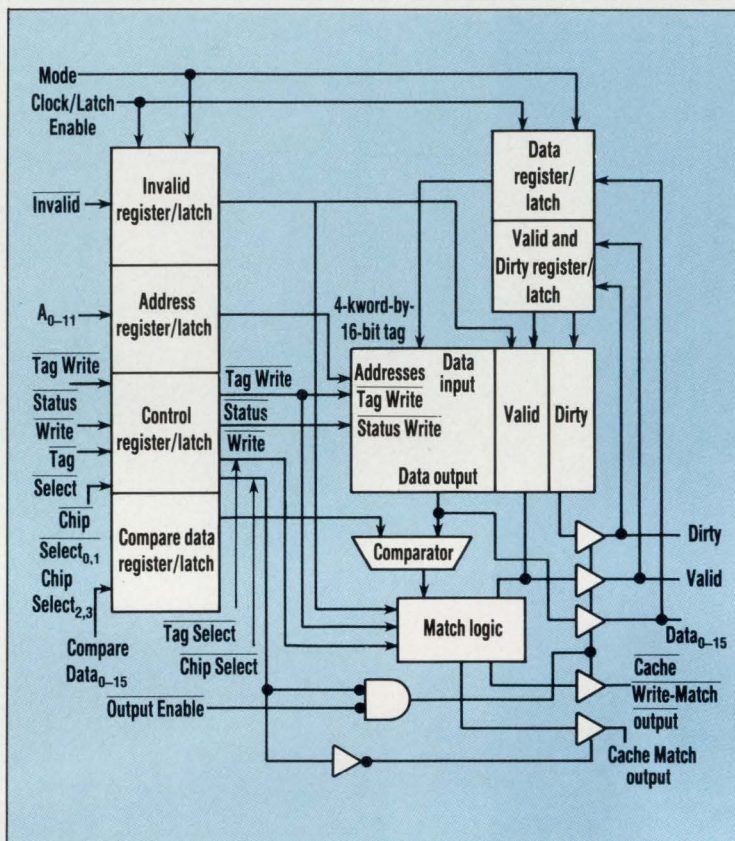 Mode
Clock/Latch
Enable
Invalid
A0–11
Tag Write
Status
Write
Tag
Select
Chip
Select0,1
Chip
Select2,3
Compare
Data0–15
Invalid
register/latch
Address
register/latch
Control
register/latch
Compare data
register/latch
Tag Write
Status
Write
Tag Select
Chip Select
Output Enable
Data
register/
latch
Valid and
Dirty register/
latch
4-kword-by-
16-bit tag
Addresses
Data
input
Tag Write
Status Write
Data output
Valid
Dirty
Comparator
Match logic
Dirty
Valid
Data0–15
Cache
Write-Match
output
Cache Match
output